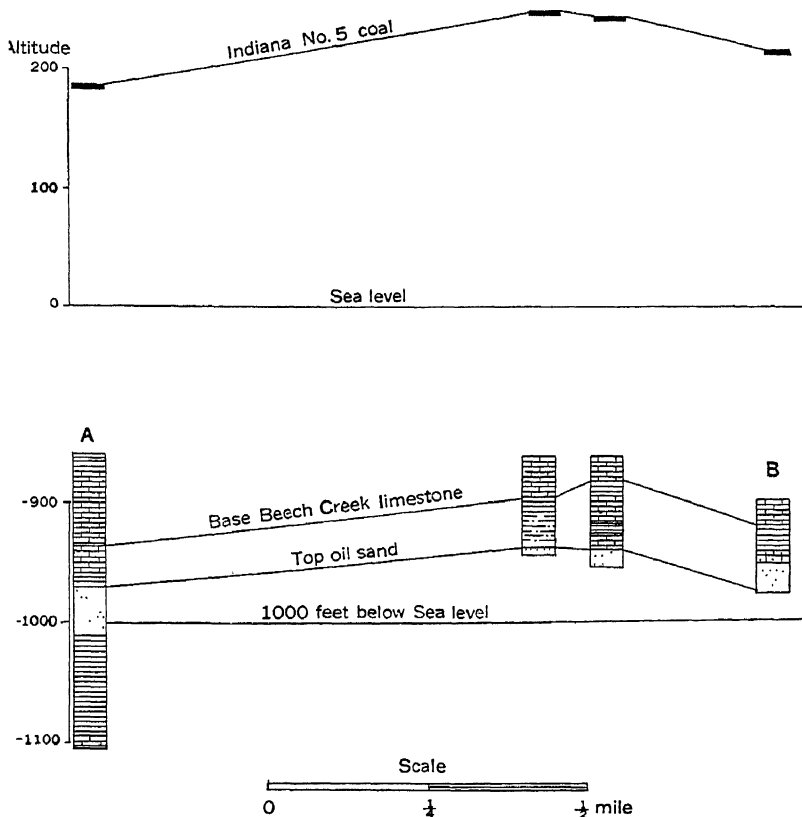 Indiana No. 5 coal
Altitude
200
100
0
Sea level
A
B
-900
Base Beech Creek limestone
Top oil sand
-1000
1000 feet below Sea level
-1100
Scale
0 ¼ ½ mile